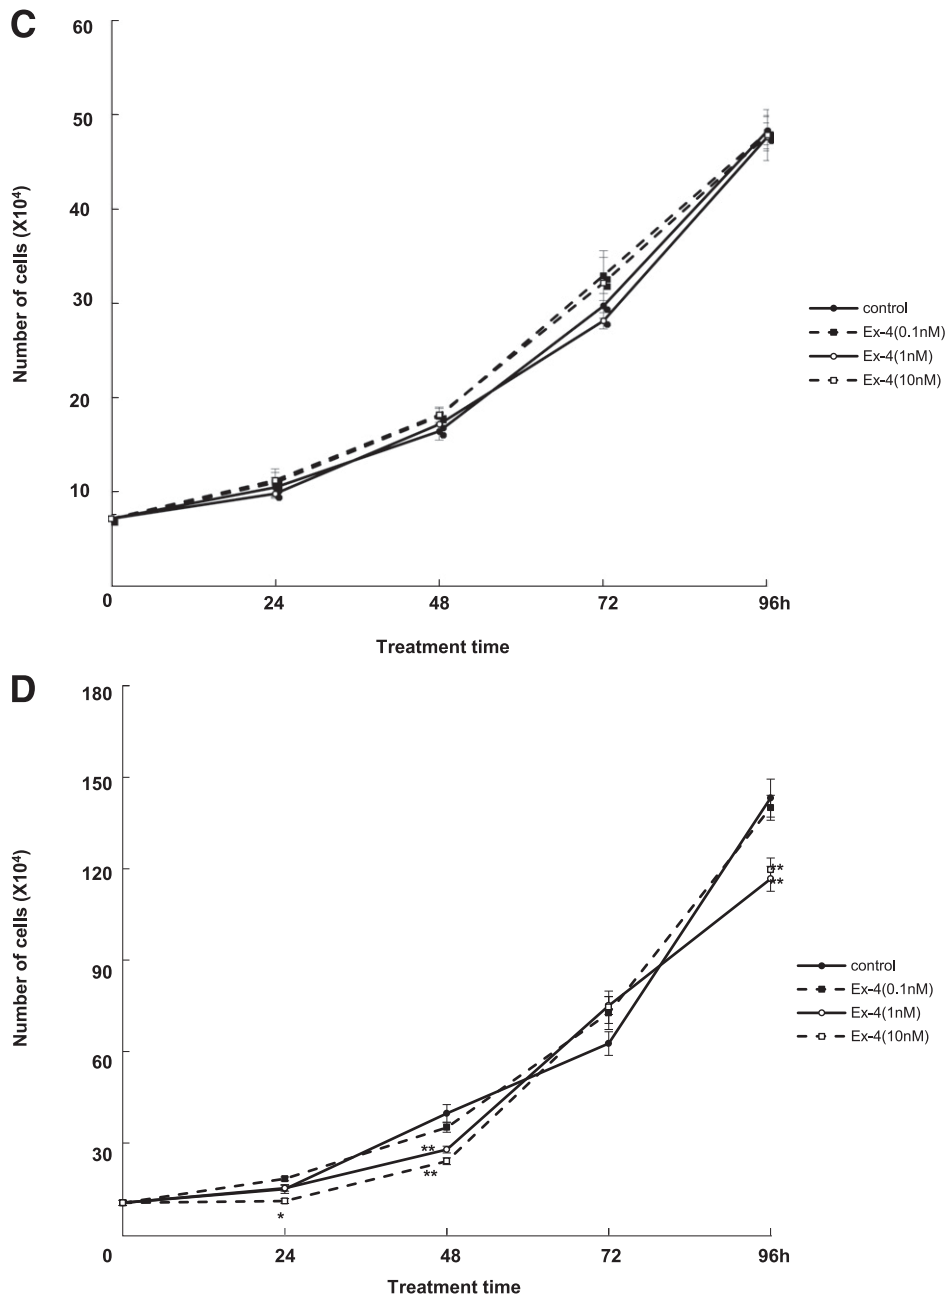 C
60
50
40
30
20
10
0
24
48
72
96h
Number of cells (X10⁴)
Treatment time
control
Ex-4(0.1nM)
Ex-4(1nM)
Ex-4(10nM)
D
180
150
120
90
60
30
0
24
48
72
96h
Number of cells (X10⁴)
Treatment time
**
**
**
**
*
control
Ex-4(0.1nM)
Ex-4(1nM)
Ex-4(10nM)